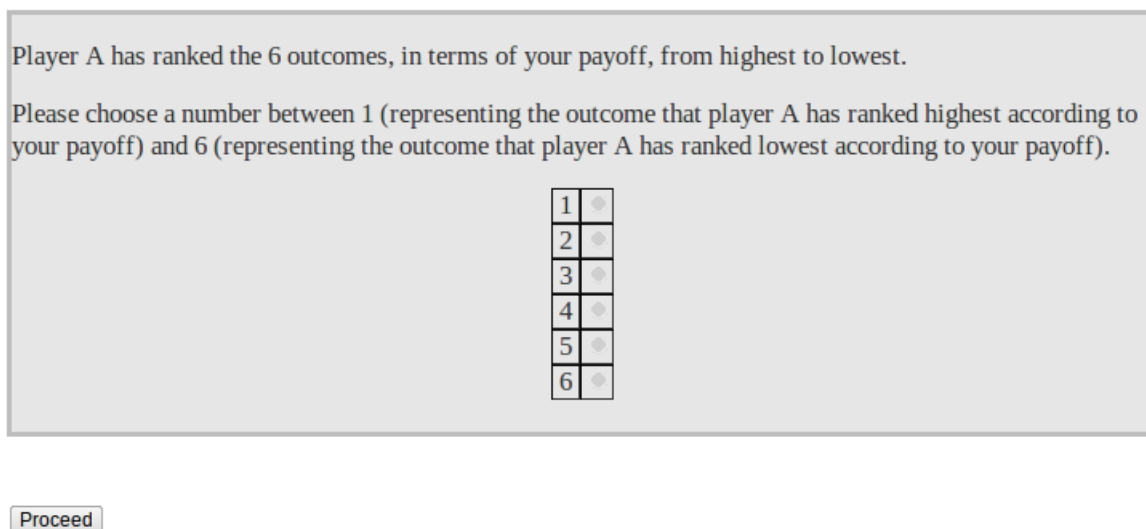 Player A has ranked the 6 outcomes, in terms of your payoff, from highest to lowest.
Please choose a number between 1 (representing the outcome that player A has ranked highest according to
your payoff) and 6 (representing the outcome that player A has ranked lowest according to your payoff).
1
2
3
4
5
6
Proceed